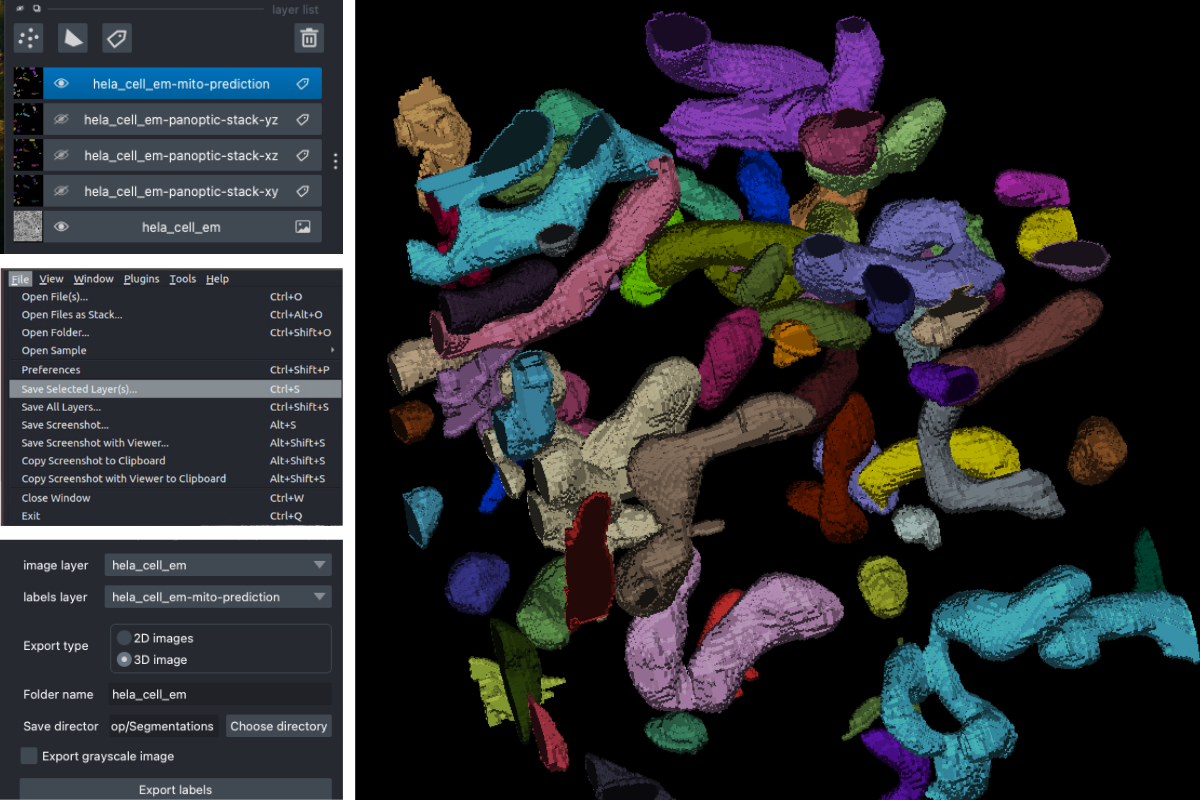 layer list
hela_cell_em-mito-prediction
hela_cell_em-panoptic-stack-yz
hela_cell_em-panoptic-stack-xz
hela_cell_em-panoptic-stack-xy
hela_cell_em
File View Window Plugins Tools Help
Open File(s)... Ctrl+O
Open Files as Stack... Ctrl+Alt+O
Open Folder... Ctrl+Shift+O
Open Sample
Preferences Ctrl+Shift+P
Save Selected Layer(s)... Ctrl+S
Save All Layers... Ctrl+Shift+S
Save Screenshot... Alt+S
Save Screenshot with Viewer... Alt+Shift+S
Copy Screenshot to Clipboard Alt+Shift+S
Copy Screenshot with Viewer to Clipboard Alt+Shift+S
Close Window Ctrl+W
Exit Ctrl+Q
image layer hela_cell_em
labels layer hela_cell_em-mito-prediction
Export type 2D images
3D image
Folder name hela_cell_em
Save director op/Segmentations Choose directory
Export grayscale image
Export labels